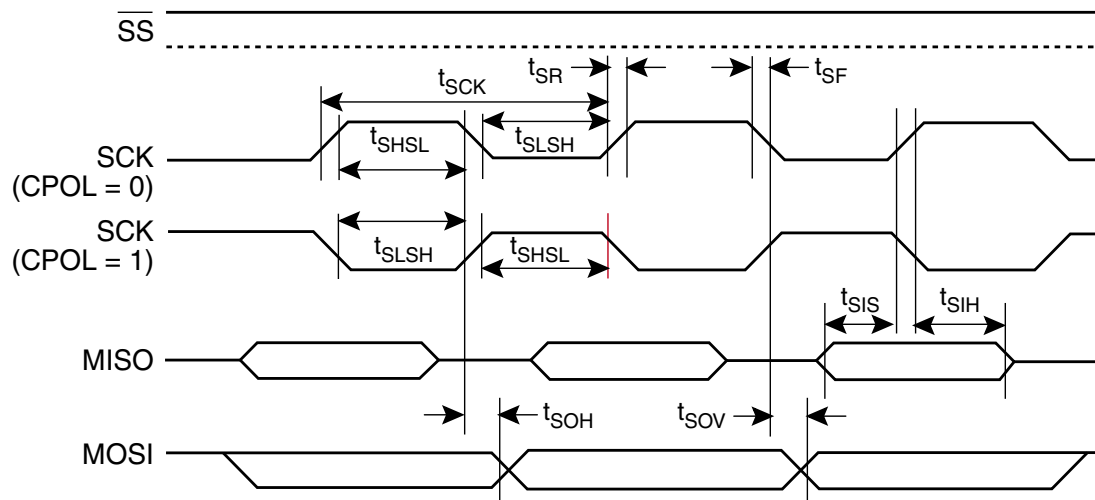 SS
tSR
tSF
tSCK
tSHSL
tSLSH
SCK
(CPOL = 0)
SCK
(CPOL = 1)
tSLSH
tSHSL
tSIS
tSIH
MISO
tSOH
tSOV
MOSI